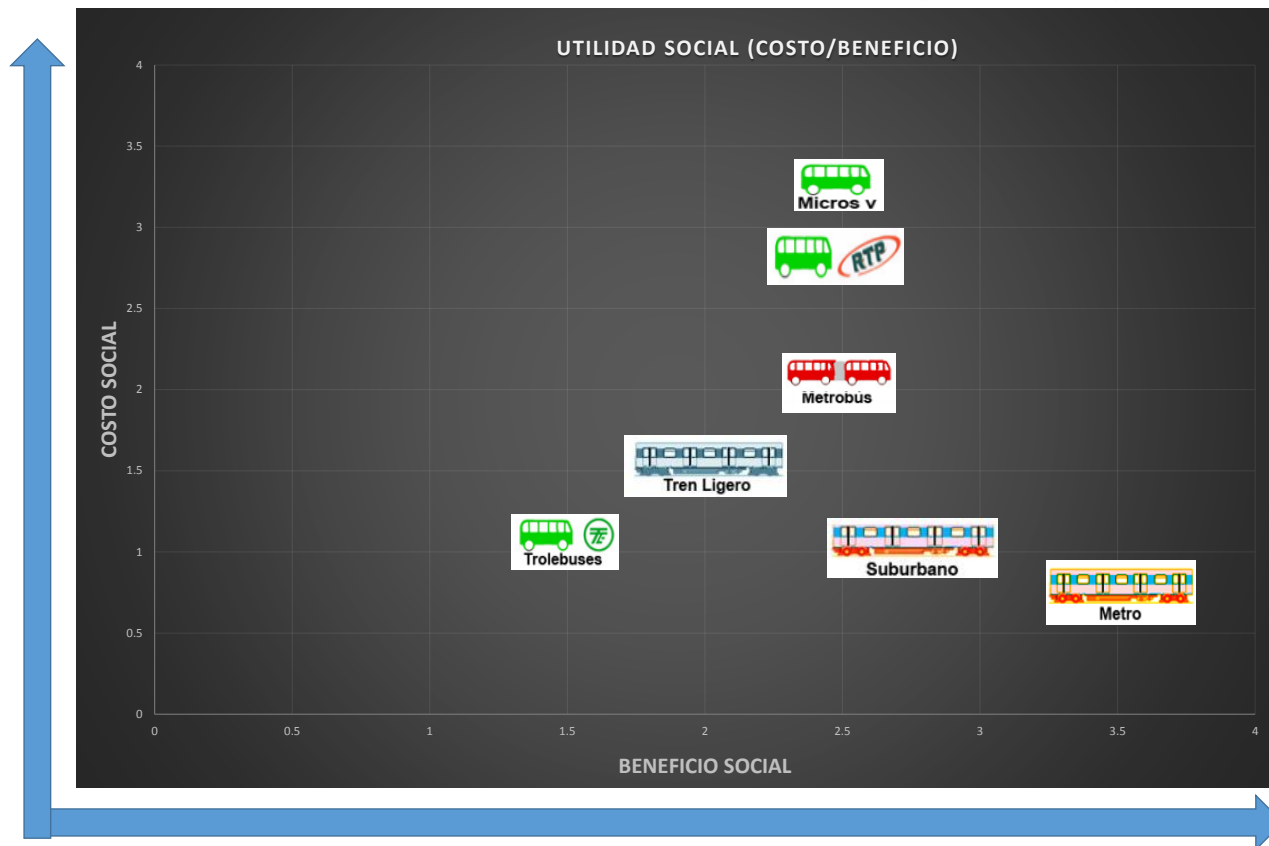 UTILIDAD SOCIAL (COSTO/BENEFICIO)
4
3.5
3
2.5
2
1.5
1
0.5
0
COSTO SOCIAL
Micros v
RTP
Metrobús
Tren Ligero
Trolebuses
Suburbano
Metro
0 0.5 1 1.5 2 2.5 3 3.5 4
BENEFICIO SOCIAL